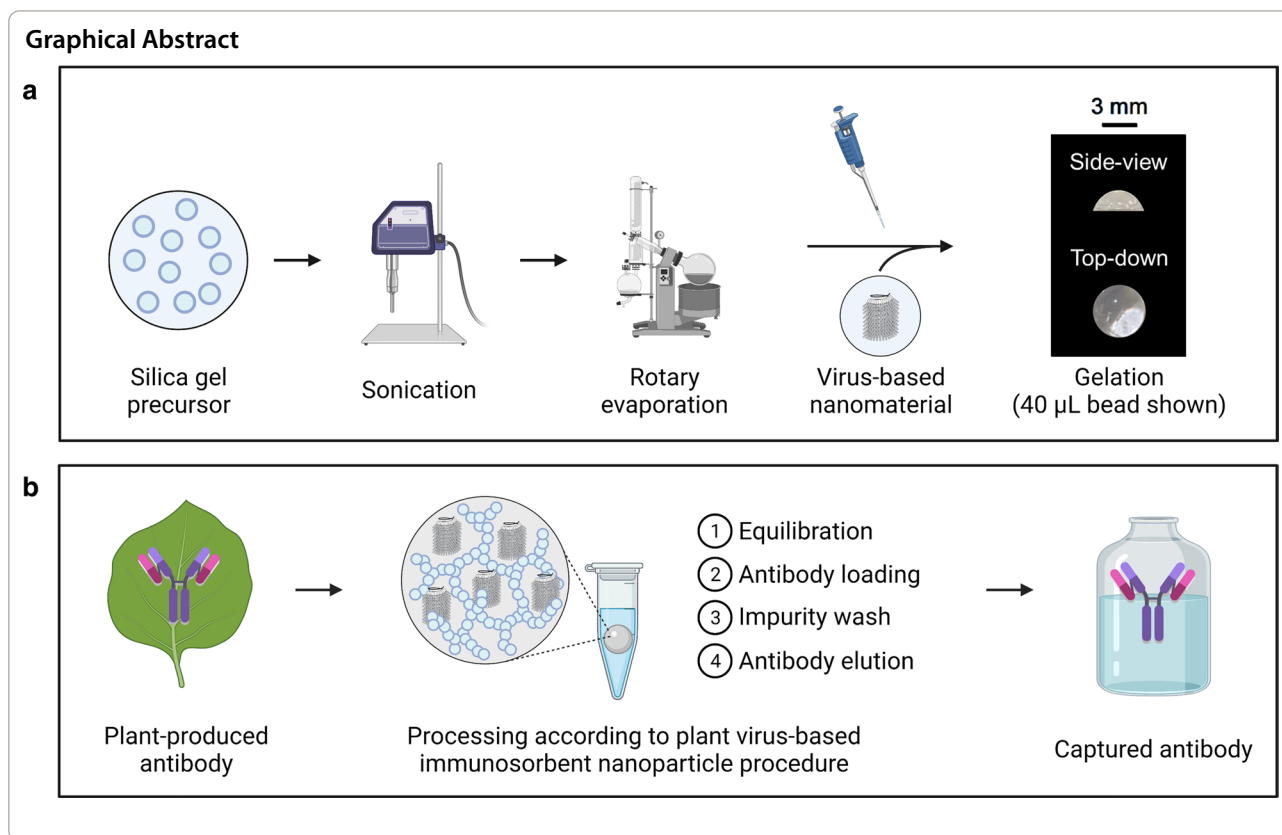 Graphical Abstract
a
3 mm
Side-view
Top-down
Silica gel
precursor
Sonication
Rotary
evaporation
Virus-based
nanomaterial
Gelation
(40 µL bead shown)
b
1 Equilibration
2 Antibody loading
3 Impurity wash
4 Antibody elution
Plant-produced
antibody
Processing according to plant virus-based
immunosorbent nanoparticle procedure
Captured antibody